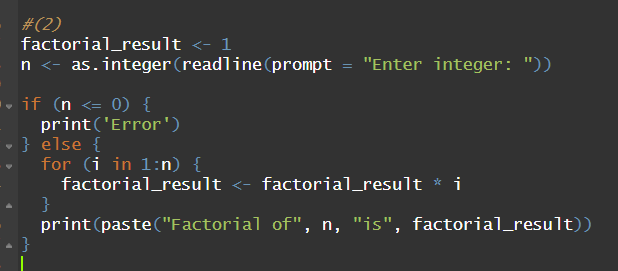 #(2)
factorial_result <- 1
n <- as.integer(readline(prompt = "Enter integer: "))
if (n <= 0) {
  print('Error')
} else {
  for (i in 1:n) {
    factorial_result <- factorial_result * i
  }
  print(paste("Factorial of", n, "is", factorial_result))
}